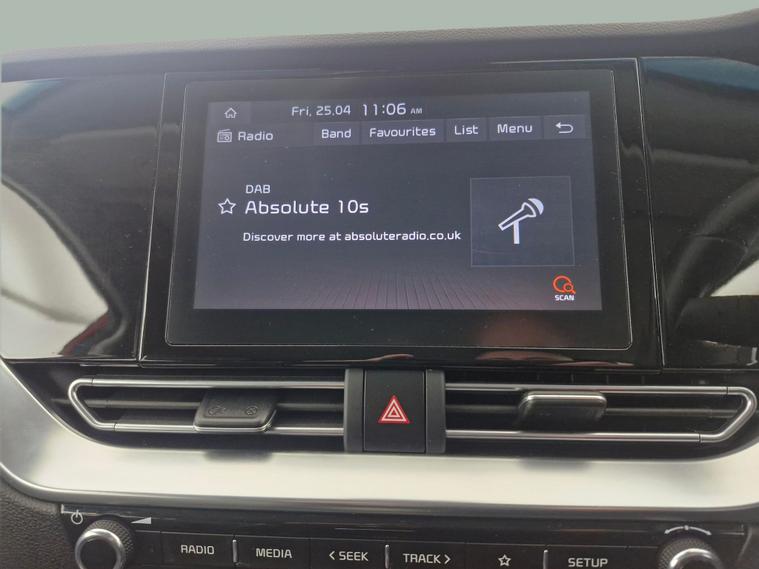 Fri, 25.04 11:06 AM
Radio Band Favourites List Menu
DAB
Absolute 10s
Discover more at absoluteradio.co.uk
SCAN
RADIO MEDIA < SEEK TRACK > SETUP